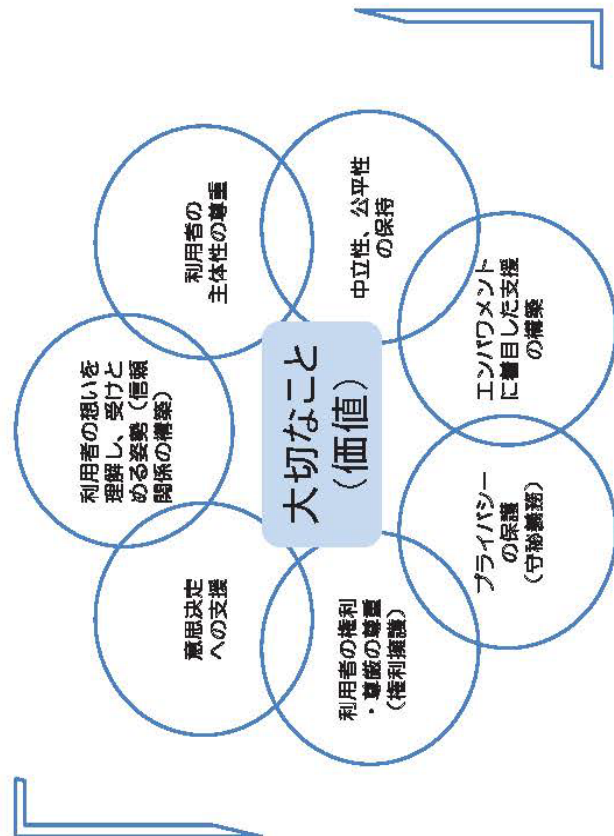 大切なこと
（価値）
利用者の想いを
理解し、受けと
める姿勢（信頼
関係の構築）
利用者の
主体性の尊重
中立性、公平性
の保持
エンパワメント
に着目した支援
の構築
プライバシー
の保護
（守秘義務）
利用者の権利
・尊厳の尊重
（権利擁護）
意思決定
への支援